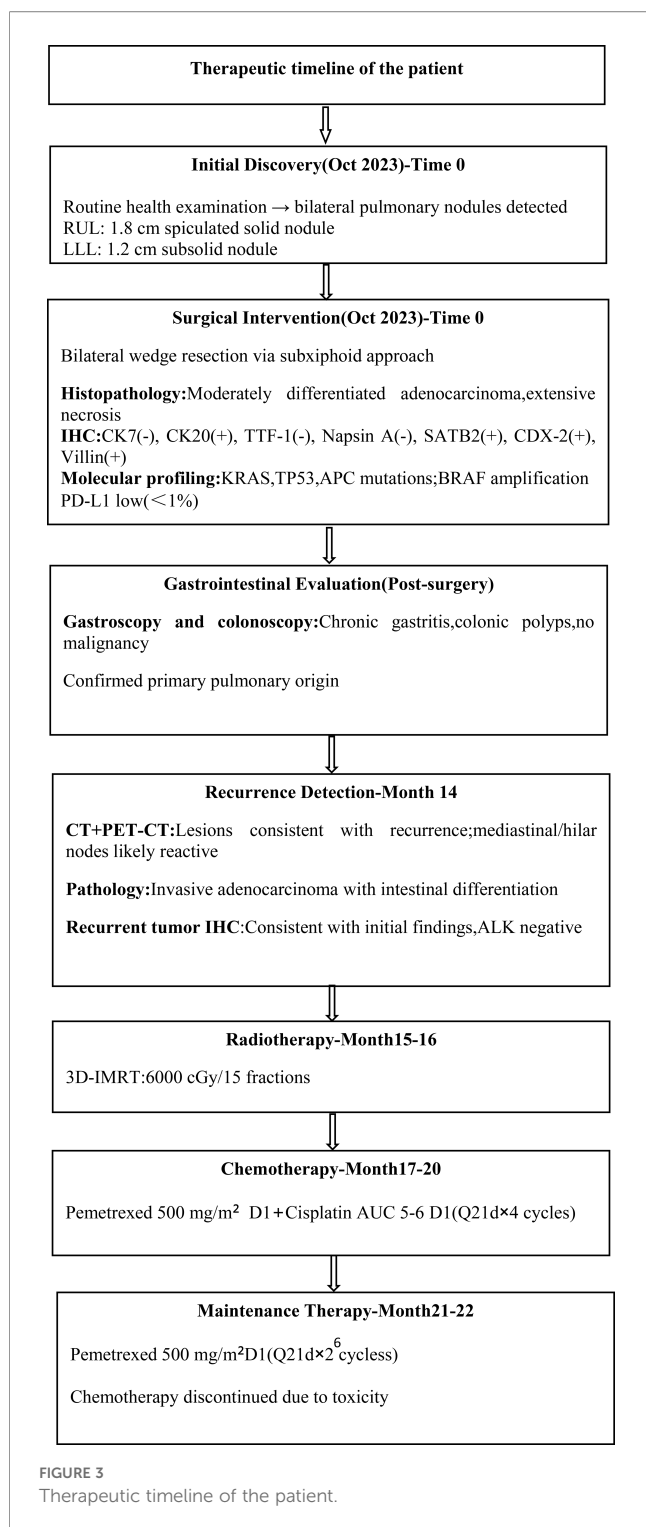 Therapeutic timeline of the patient
Initial Discovery(Oct 2023)-Time 0
Routine health examination → bilateral pulmonary nodules detected
RUL: 1.8 cm spiculated solid nodule
LLL: 1.2 cm subsolid nodule
Surgical Intervention(Oct 2023)-Time 0
Bilateral wedge resection via subxiphoid approach
Histopathology:Moderately differentiated adenocarcinoma,extensive
necrosis
IHC:CK7(-), CK20(+), TTF-1(-), Napsin A(-), SATB2(+), CDX-2(+),
Villin(+)
Molecular profiling:KRAS,TP53,APC mutations;BRAF amplification
PD-L1 low(<1%)
Gastrointestinal Evaluation(Post-surgery)
Gastroscopy and colonoscopy:Chronic gastritis,colonic polyps,no
malignancy
Confirmed primary pulmonary origin
Recurrence Detection-Month 14
CT+PET-CT:Lesions consistent with recurrence;mediastinal/hilar
nodes likely reactive
Pathology:Invasive adenocarcinoma with intestinal differentiation
Recurrent tumor IHC:Consistent with initial findings,ALK negative
Radiotherapy-Month15-16
3D-IMRT:6000 cGy/15 fractions
Chemotherapy-Month17-20
Pemetrexed 500 mg/m² D1+Cisplatin AUC 5-6 D1(Q21d×4 cycles)
Maintenance Therapy-Month21-22
Pemetrexed 500 mg/m²D1(Q21d×2⁶cycless)
Chemotherapy discontinued due to toxicity
FIGURE 3
Therapeutic timeline of the patient.